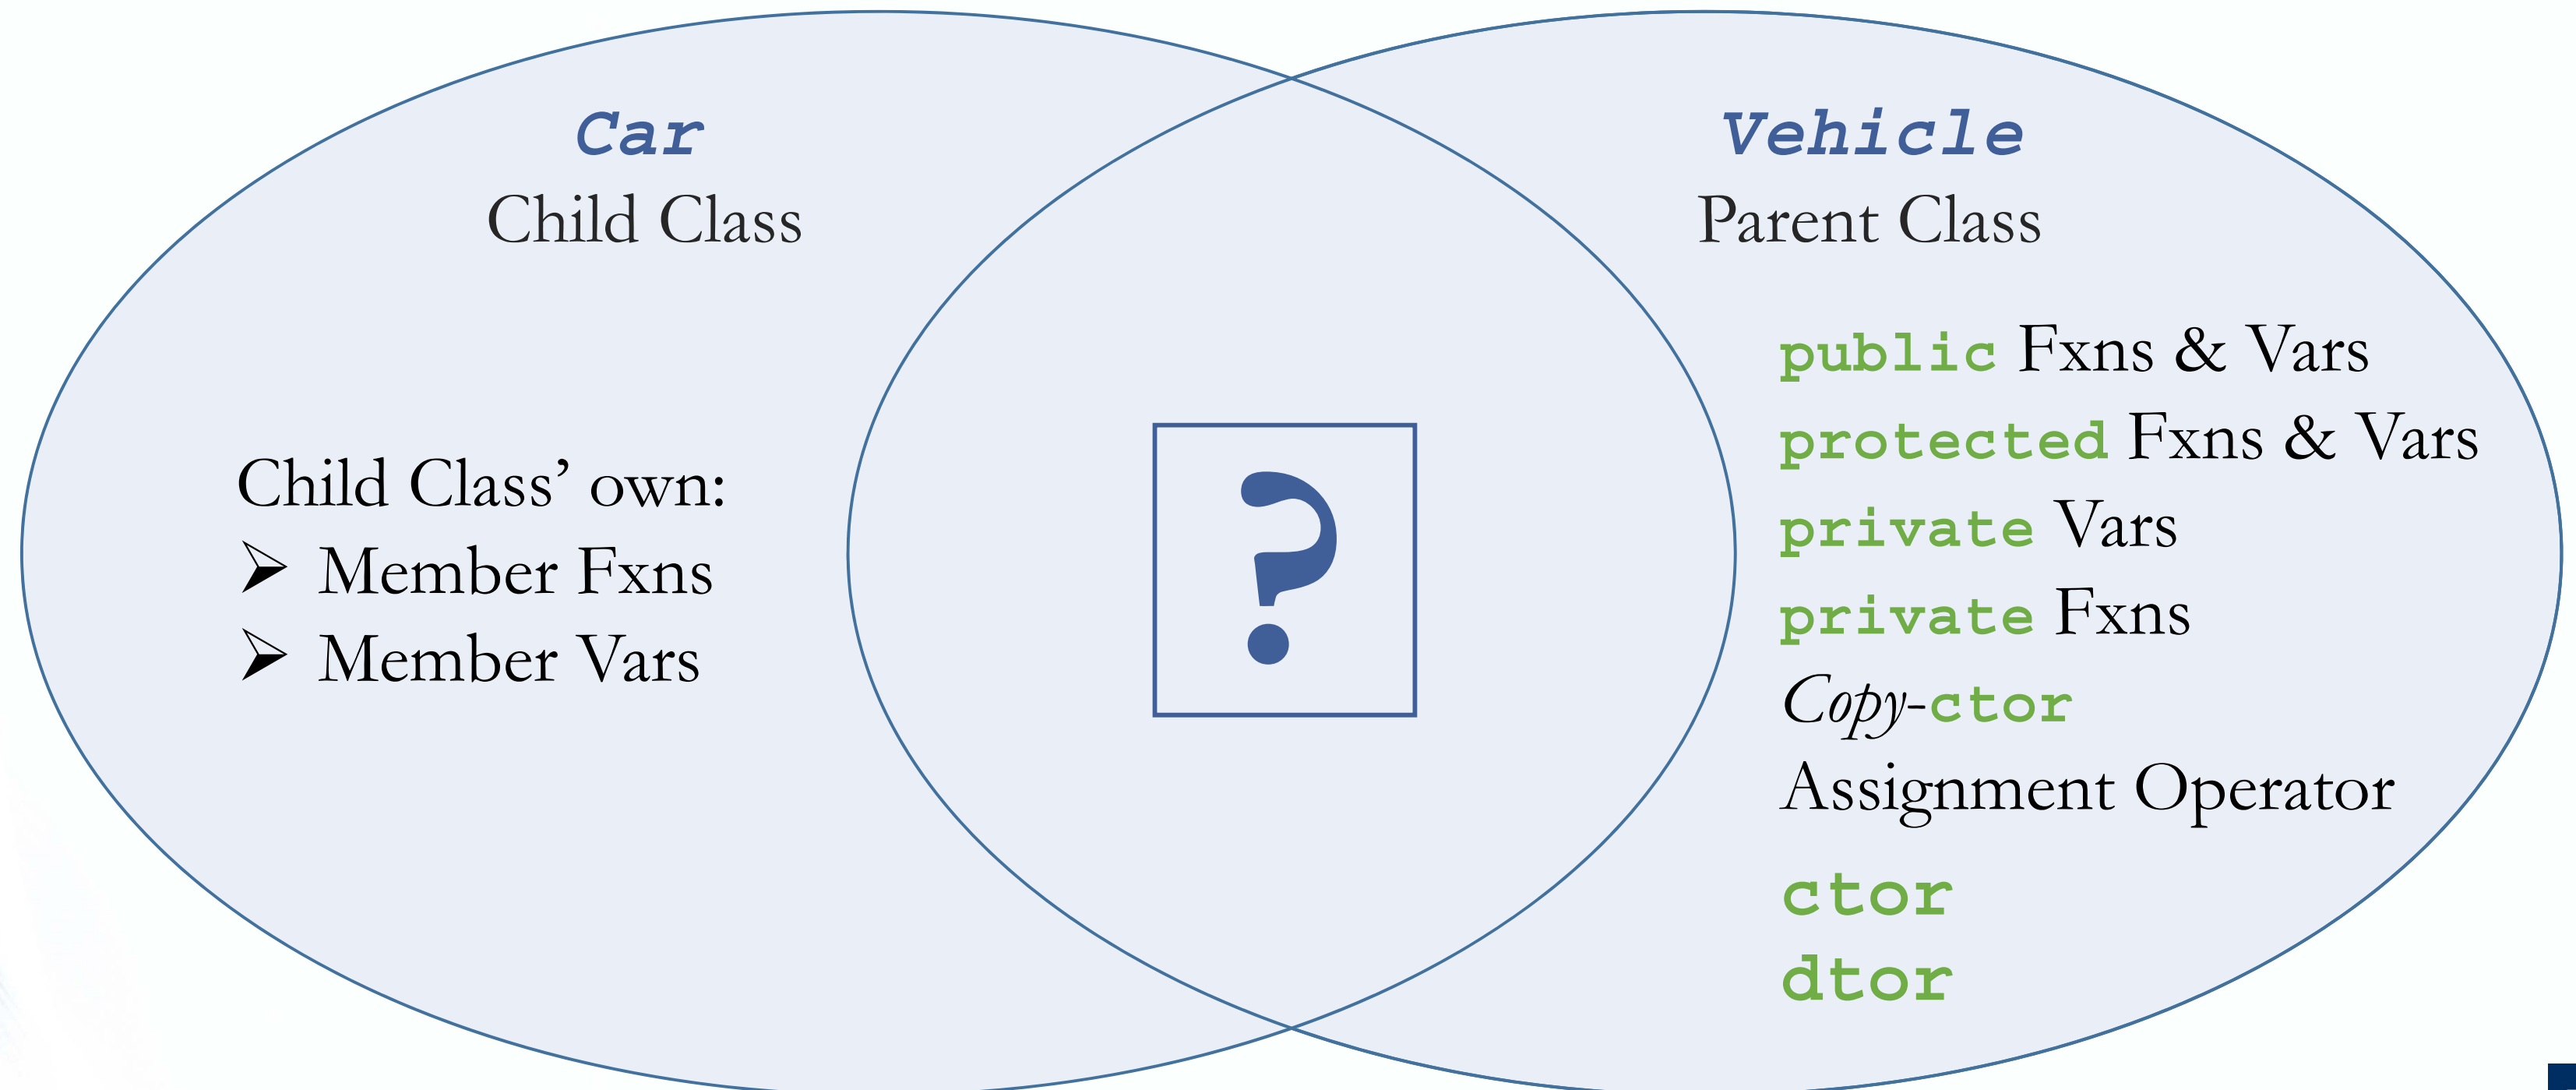 Car
Child Class
Child Class’ own:
➢ Member Fxns
➢ Member Vars
?
Vehicle
Parent Class
public Fxns & Vars
protected Fxns & Vars
private Vars
private Fxns
Copy-ctor
Assignment Operator
ctor
dtor